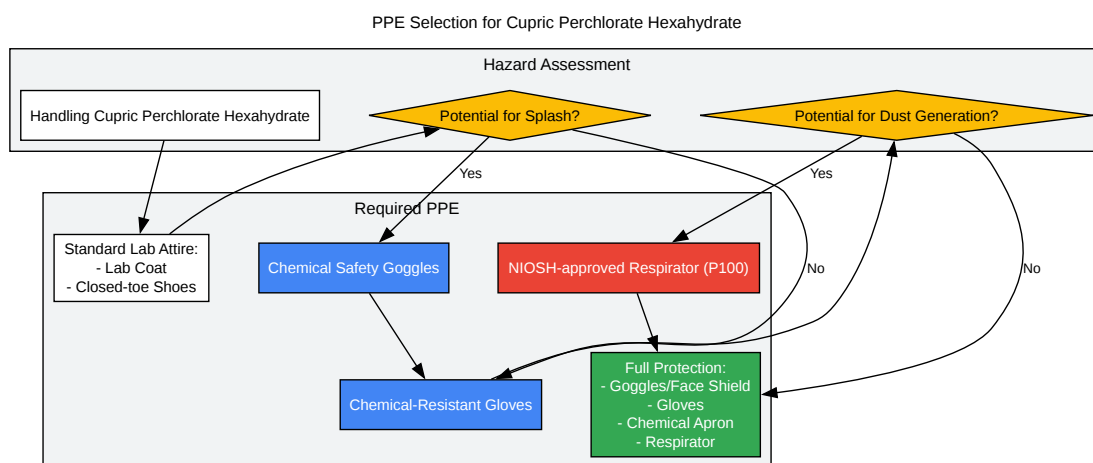 PPE Selection for Cupric Perchlorate Hexahydrate
Hazard Assessment
Handling Cupric Perchlorate Hexahydrate
Potential for Splash?
Potential for Dust Generation?
Yes
Yes
Required PPE
Standard Lab Attire:
- Lab Coat
- Closed-toe Shoes
Chemical Safety Goggles
NIOSH-approved Respirator (P100)
No
No
Chemical-Resistant Gloves
Full Protection:
- Goggles/Face Shield
- Gloves
- Chemical Apron
- Respirator